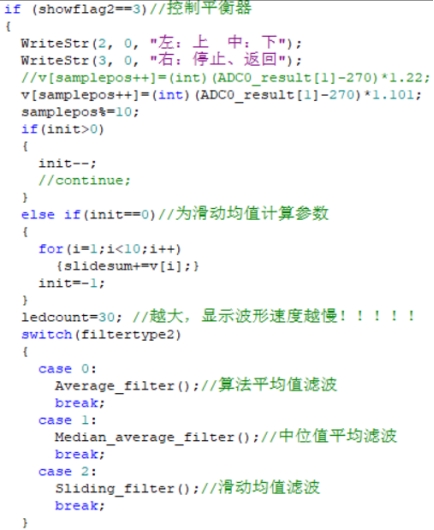 if (showflag2==3)//控制平衡器
{
WriteStr(2, 0, "左：上　中：下");
WriteStr(3, 0, "右：停止、返回");
//v[samplepos++]=(int)(ADC0_result[1]-270)*1.22;
v[samplepos++]=(int)(ADC0_result[1]-270)*1.101;
samplepos%=10;
if(init>0)
{
init--;
//continue;
}
else if(init==0)//为滑动均值计算参数
{
for(i=1;i<10;i++)
{slidesum+=v[i];}
init=-1;
}
ledcount=30; //越大，显示波形速度越慢！！！！！
switch(filtertype2)
{
case 0:
Average_filter();//算法平均值滤波
break;
case 1:
Median_average_filter();//中位值平均滤波
break;
case 2:
Sliding_filter();//滑动均值滤波
break;
}